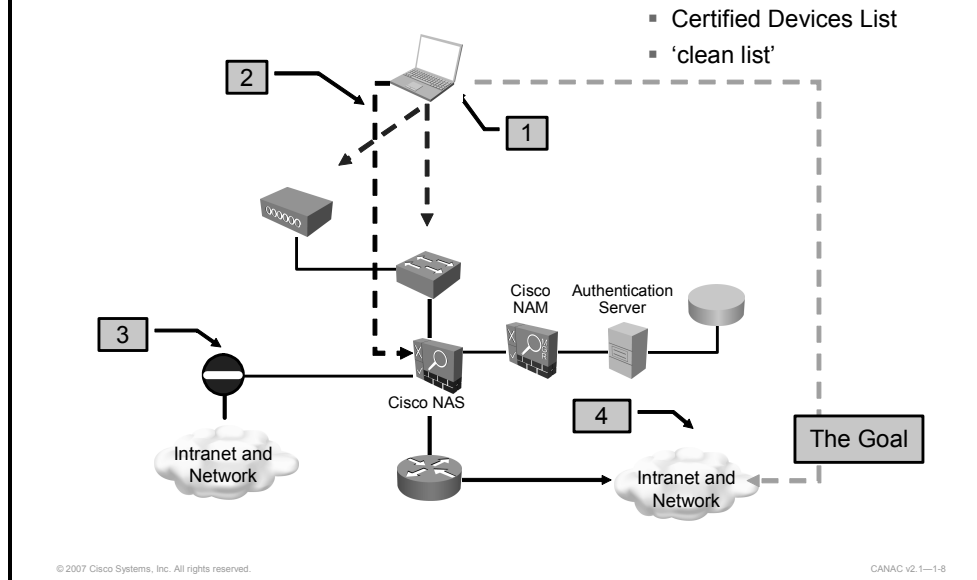 ▪ Certified Devices List
▪ ‘clean list’
2
1
Cisco
NAM
Authentication
Server
3
Cisco NAS
4
The Goal
Intranet and
Network
Intranet and
Network
© 2007 Cisco Systems, Inc. All rights reserved.
CANAC v2.1—1-8